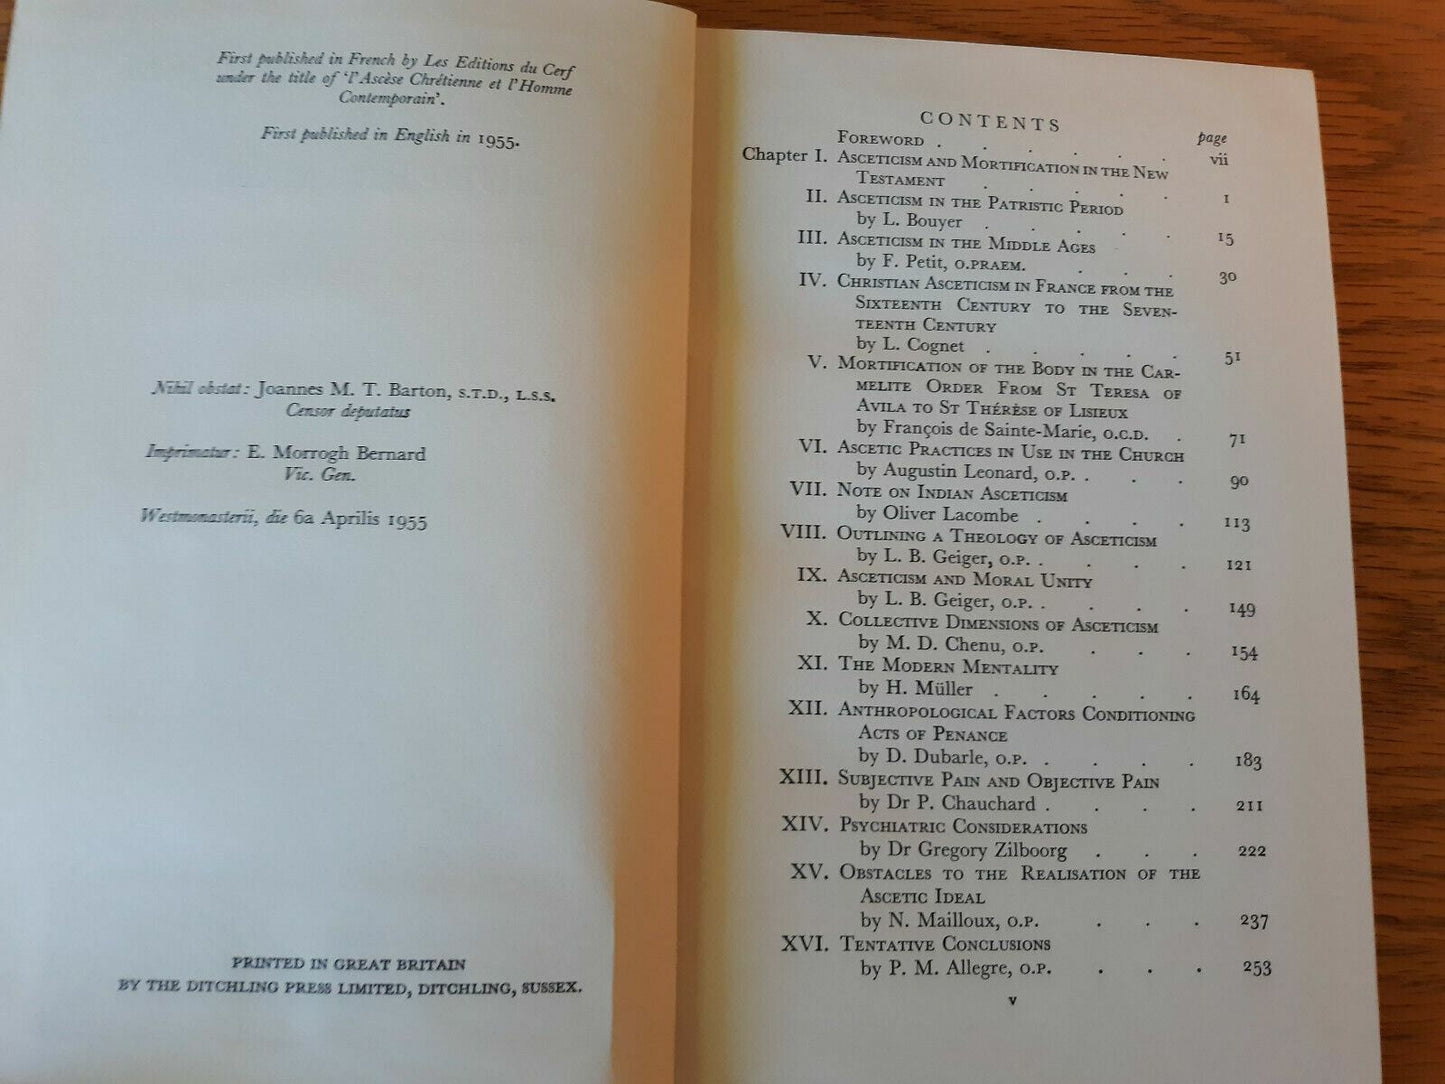 First published in French by Les Editions du Cerf
under the title of 'l'Ascèse Chrétienne et l'Homme
Contemporain'.
First published in English in 1955.
Nihil obstat: Joannes M. T. Barton, S.T.D., L.S.S.
Censor deputatus
Imprimatur: E. Morrogh Bernard
Vic. Gen.
Westmonasterii, die 6a Aprilis 1955
PRINTED IN GREAT BRITAIN
BY THE DITCHLING PRESS LIMITED, DITCHLING, SUSSEX.
CONTENTS
page
FOREWORD . . . . . . vii
Chapter I. ASCETICISM AND MORTIFICATION IN THE NEW
TESTAMENT . . . . . 1
II. ASCETICISM IN THE PATRISTIC PERIOD
by L. Bouyer . . . . . 15
III. ASCETICISM IN THE MIDDLE AGES
by F. Petit, O.PRAEM. . . . 30
IV. CHRISTIAN ASCETICISM IN FRANCE FROM THE
SIXTEENTH CENTURY TO THE SEVEN-
TEENTH CENTURY
by L. Cognet . . . . . 51
V. MORTIFICATION OF THE BODY IN THE CAR-
MELITE ORDER FROM ST TERESA OF
AVILA TO ST THÉRÈSE OF LISIEUX
by François de Sainte-Marie, O.C.D. . 71
VI. ASCETIC PRACTICES IN USE IN THE CHURCH
by Augustin Leonard, O.P. . . . 90
VII. NOTE ON INDIAN ASCETICISM
by Oliver Lacombe . . . . 113
VIII. OUTLINING A THEOLOGY OF ASCETICISM
by L. B. Geiger, O.P. . . . . 121
IX. ASCETICISM AND MORAL UNITY
by L. B. Geiger, O.P. . . . . 149
X. COLLECTIVE DIMENSIONS OF ASCETICISM
by M. D. Chenu, O.P. . . . 154
XI. THE MODERN MENTALITY
by H. Müller . . . . . 164
XII. ANTHROPOLOGICAL FACTORS CONDITIONING
ACTS OF PENANCE
by D. Dubarle, O.P. . . . . 183
XIII. SUBJECTIVE PAIN AND OBJECTIVE PAIN
by Dr P. Chauchard . . . . 211
XIV. PSYCHIATRIC CONSIDERATIONS
by Dr Gregory Zilboorg . . . 222
XV. OBSTACLES TO THE REALISATION OF THE
ASCETIC IDEAL
by N. Mailloux, O.P. . . . 237
XVI. TENTATIVE CONCLUSIONS
by P. M. Allegre, O.P. . . . 253
v